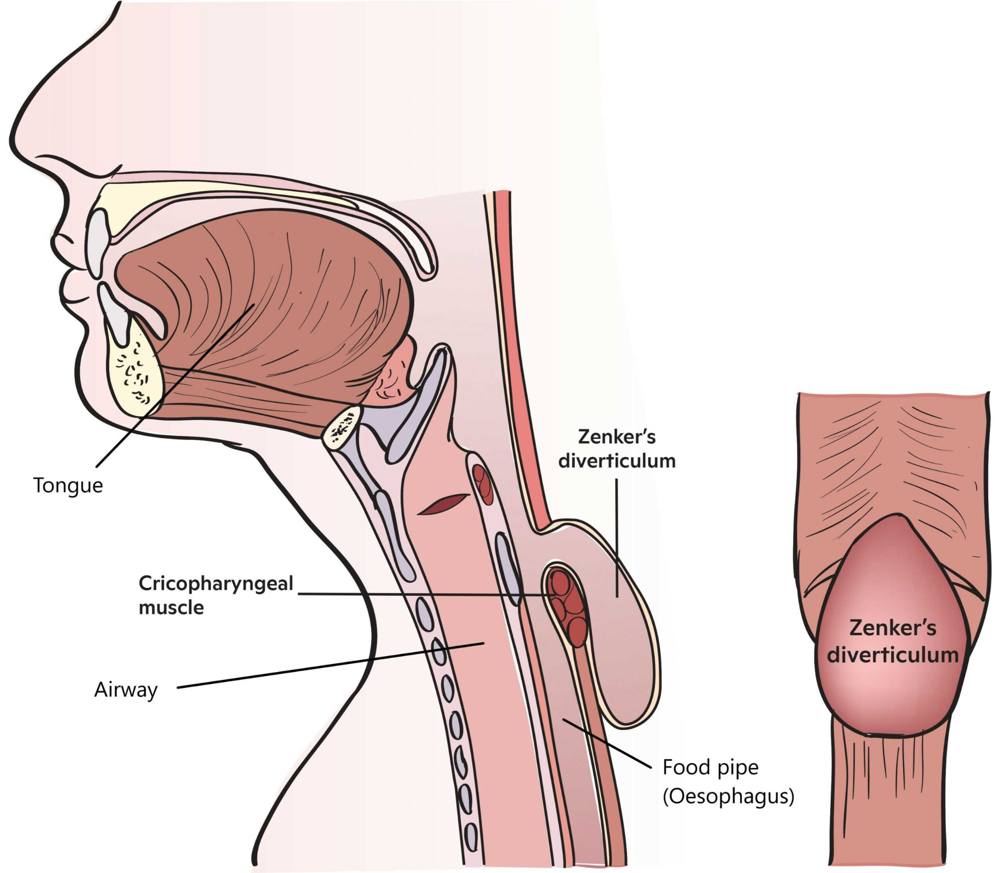 Zenker’s
diverticulum
Tongue
Cricopharyngeal
muscle
Zenker’s
diverticulum
Airway
Food pipe
(Oesophagus)